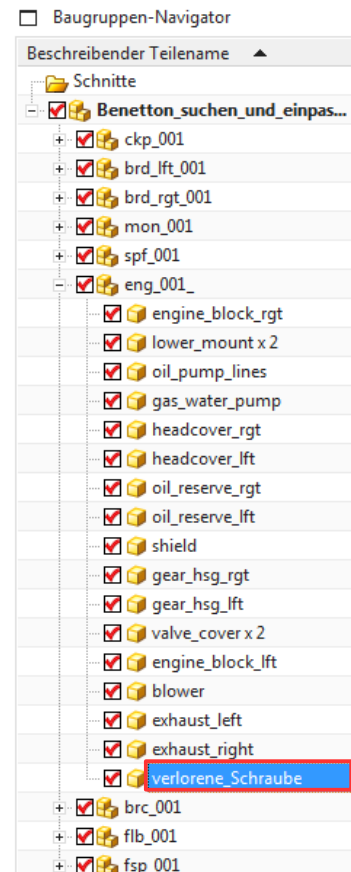 Baugruppen-Navigator
Beschreibender Teilename
Schnitte
Benetton_suchen_und_einpas...
ckp_001
brd_lft_001
brd_rgt_001
mon_001
spf_001
eng_001_
engine_block_rgt
lower_mount x 2
oil_pump_lines
gas_water_pump
headcover_rgt
headcover_lft
oil_reserve_rgt
oil_reserve_lft
shield
gear_hsg_rgt
gear_hsg_lft
valve_cover x 2
engine_block_lft
blower
exhaust_left
exhaust_right
verlorene_Schraube
brc_001
flb_001
fsp_001